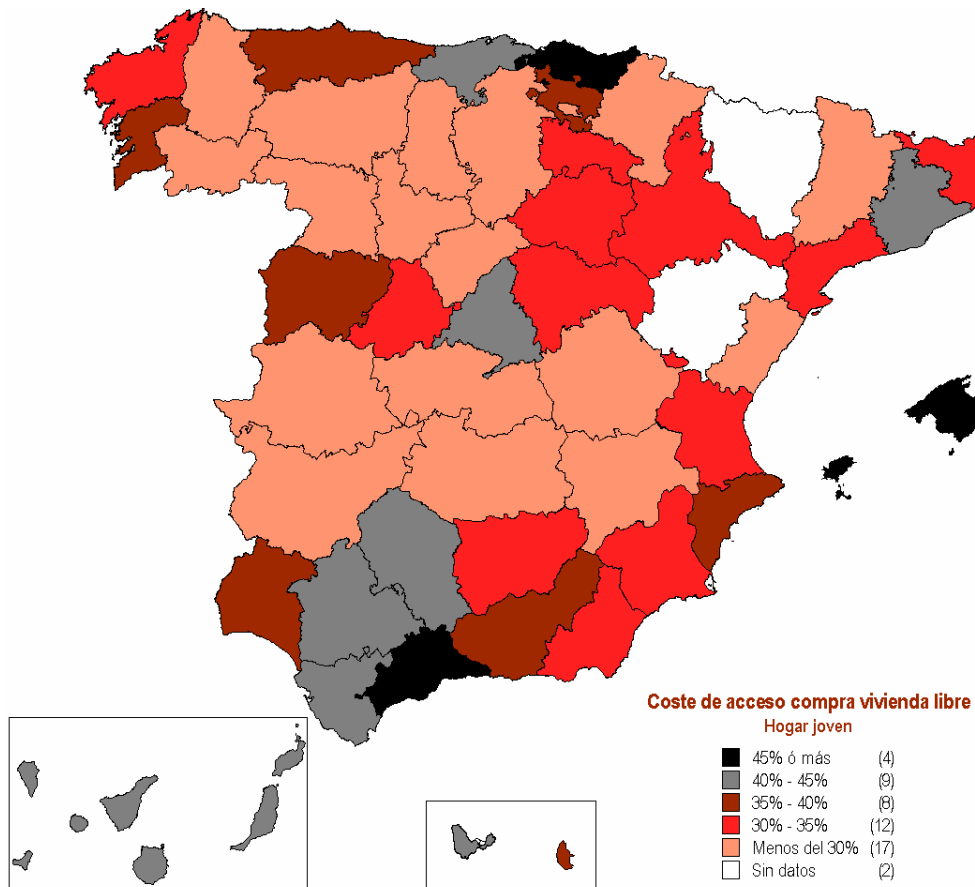 Coste de acceso compra vivienda libre
Hogar joven
45% ó más (4)
40% - 45% (9)
35% - 40% (8)
30% - 35% (12)
Menos del 30% (17)
Sin datos (2)